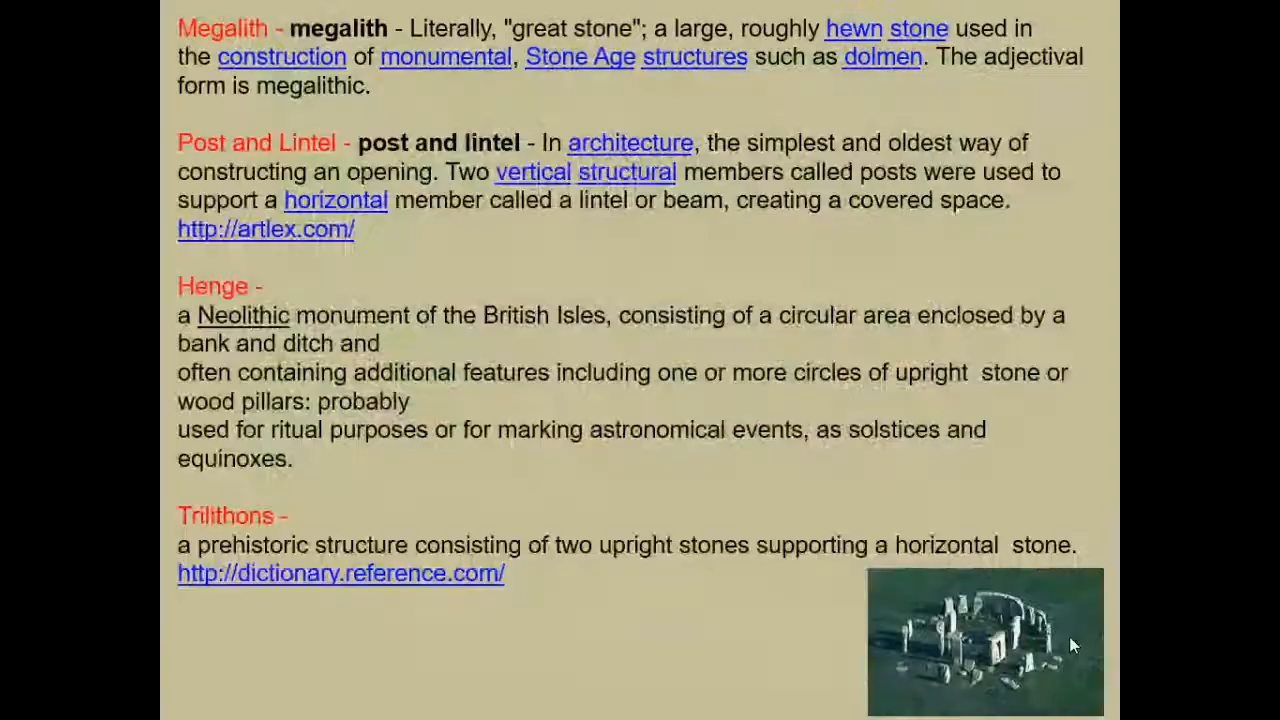 Megalith - megalith - Literally, "great stone"; a large, roughly hewn stone used in
the construction of monumental, Stone Age structures such as dolmen. The adjectival
form is megalithic.
Post and Lintel - post and lintel - In architecture, the simplest and oldest way of
constructing an opening. Two vertical structural members called posts were used to
support a horizontal member called a lintel or beam, creating a covered space.
http://artlex.com/
Henge -
a Neolithic monument of the British Isles, consisting of a circular area enclosed by a
bank and ditch and
often containing additional features including one or more circles of upright  stone or
wood pillars: probably
used for ritual purposes or for marking astronomical events, as solstices and
equinoxes.
Trilithons -
a prehistoric structure consisting of two upright stones supporting a horizontal  stone.
http://dictionary.reference.com/